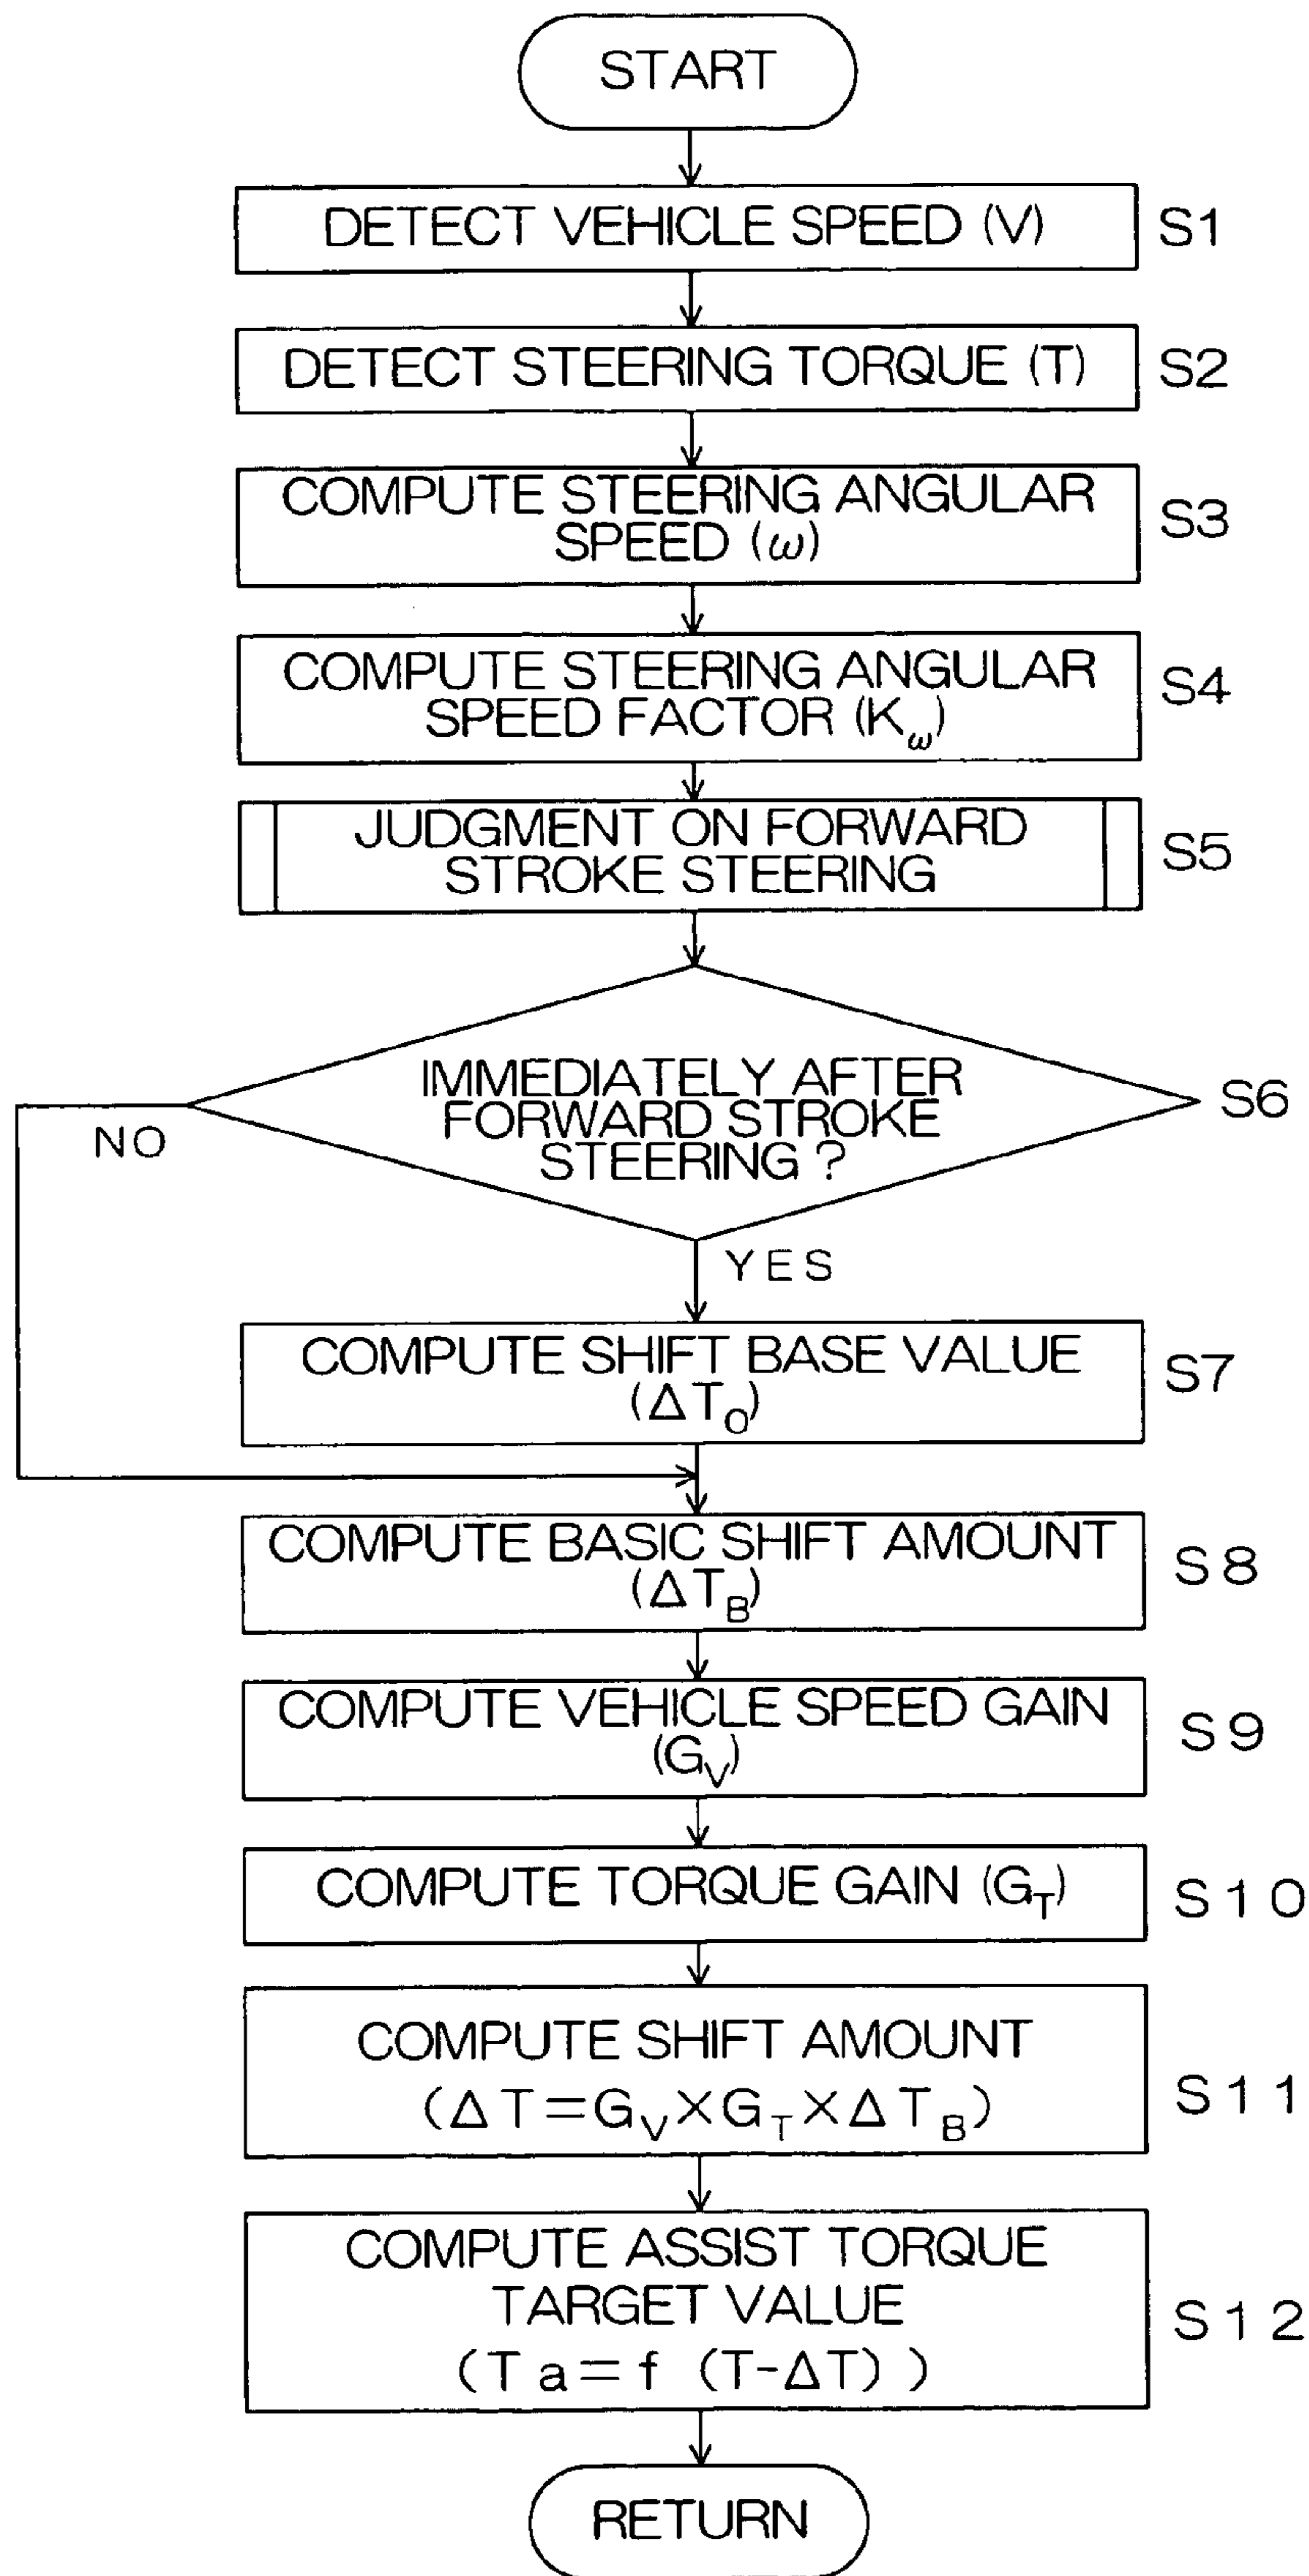 START
DETECT VEHICLE SPEED (V)
S1
DETECT STEERING TORQUE (T)
S2
COMPUTE STEERING ANGULAR
SPEED (ω)
S3
COMPUTE STEERING ANGULAR
SPEED FACTOR (Kω)
S4
JUDGMENT ON FORWARD
STROKE STEERING
S5
IMMEDIATELY AFTER
FORWARD STROKE
STEERING ?
S6
NO
YES
COMPUTE SHIFT BASE VALUE
(ΔTO)
S7
COMPUTE BASIC SHIFT AMOUNT
(ΔTB)
S8
COMPUTE VEHICLE SPEED GAIN
(GV)
S9
COMPUTE TORQUE GAIN (GT)
S10
COMPUTE SHIFT AMOUNT
(ΔT=GV×GT×ΔTB)
S11
COMPUTE ASSIST TORQUE
TARGET VALUE
(Ta=f (T-ΔT))
S12
RETURN